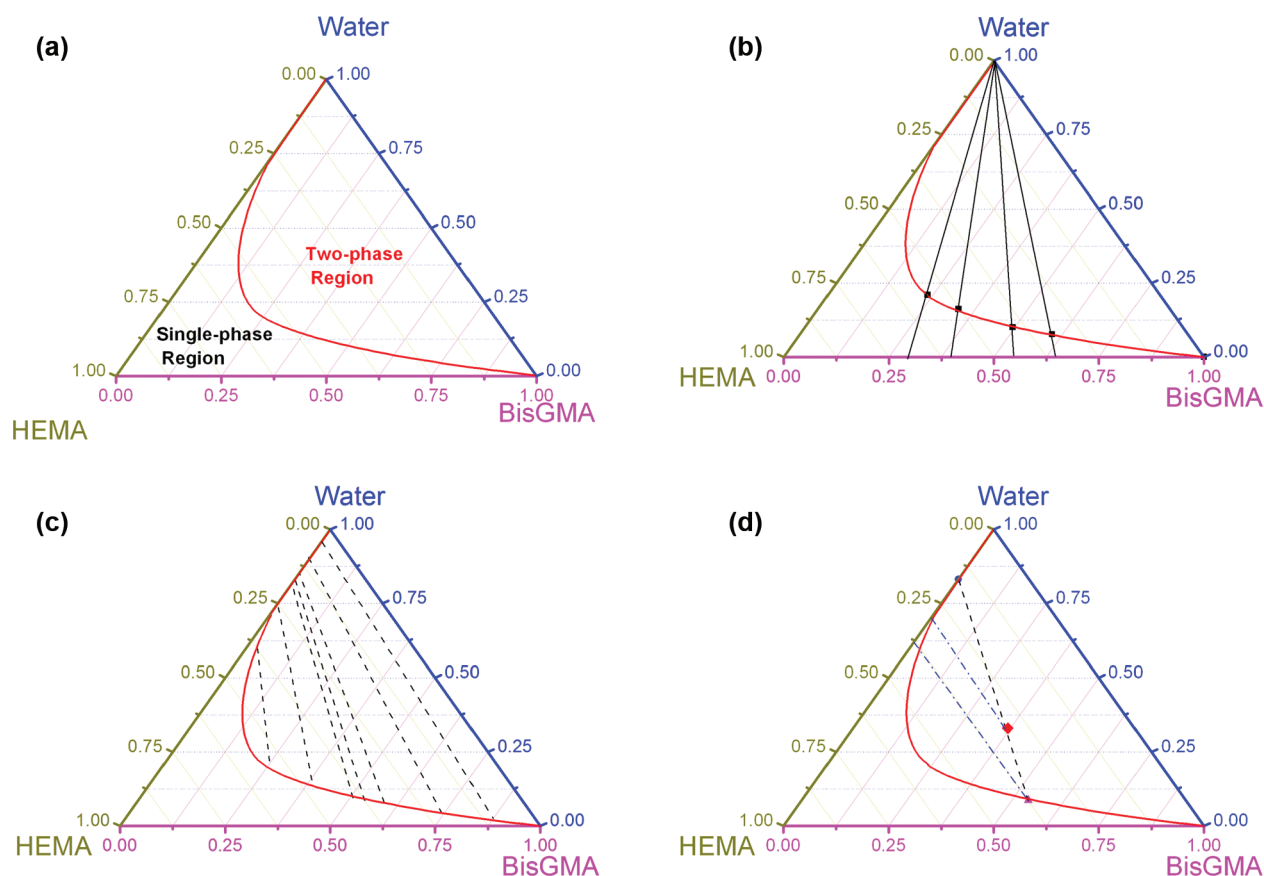 (a)
Water
0.00 1.00
0.25 0.75
0.50 0.50
Two-phase
Region
0.75 0.25
Single-phase
Region
1.00 0.00
0.00 0.25 0.50 0.75 1.00
HEMA BisGMA
(b)
Water
0.00 1.00
0.25 0.75
0.50 0.50
0.75 0.25
1.00 0.00
HEMA 0.00 0.25 0.50 0.75 1.00
BisGMA
(c)
Water
0.00 1.00
0.25 0.75
0.50 0.50
0.75 0.25
1.00 0.00
HEMA 0.00 0.25 0.50 0.75 1.00
BisGMA
(d)
Water
0.00 1.00
0.25 0.75
0.50 0.50
0.75 0.25
1.00 0.00
HEMA 0.00 0.25 0.50 0.75 1.00
BisGMA